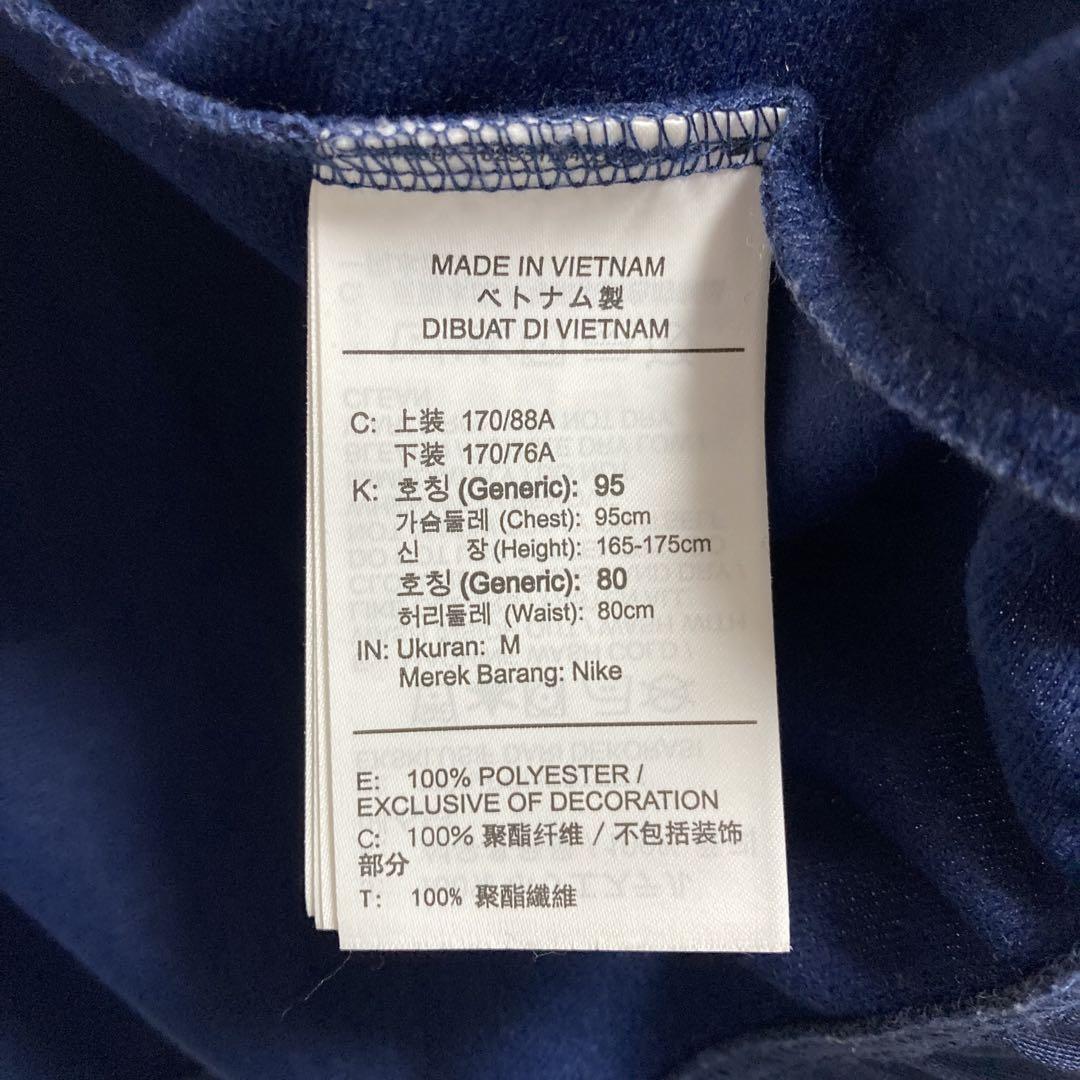 MADE IN VIETNAM
ベトナム製
DIBUAT DI VIETNAM
C: 上装 170/88A
下装 170/76A
K: 호칭 (Generic): 95
가슴둘레 (Chest): 95cm
신 장 (Height): 165-175cm
호칭 (Generic): 80
허리둘레 (Waist): 80cm
IN: Ukuran: M
Merek Barang: Nike
E: 100% POLYESTER /
EXCLUSIVE OF DECORATION
C: 100% 聚酯纤维 / 不包括装饰
部分
T: 100% 聚酯纖維